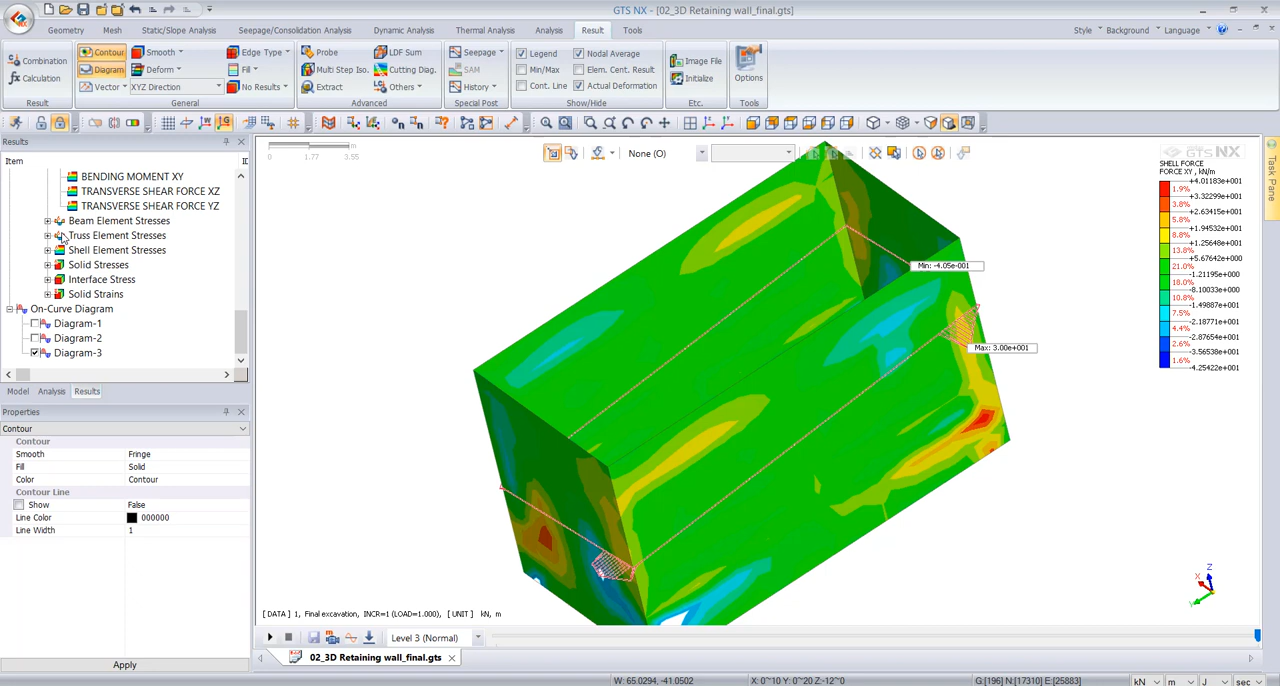 GTS NX - [02_3D Retaining wall_final.gts]
Geometry Mesh Static/Slope Analysis Seepage/Consolidation Analysis Dynamic Analysis Thermal Analysis Analysis Result Tools Style Background Language
Combination Contour Smooth Edge Type Probe LDF Sum Seepage Legend Nodal Average Image File
Calculation Diagram Deform Fill Multi Step Iso. Cutting Diag. SAM Min/Max Elem. Cent. Result Initialize Options
Vector XYZ Direction No Results Extract Others History Cont. Line Actual Deformation
Result General Advanced Special Post Show/Hide Etc. Tools
Results
Item
BENDING MOMENT XY
TRANSVERSE SHEAR FORCE XZ
TRANSVERSE SHEAR FORCE YZ
Beam Element Stresses
Truss Element Stresses
Shell Element Stresses
Solid Stresses
Interface Stress
Solid Strains
On-Curve Diagram
Diagram-1
Diagram-2
Diagram-3
Model Analysis Results
Properties
Contour
Contour
Smooth Fringe
Fill Solid
Color Contour
Contour Line
Show False
Line Color 000000
Line Width 1
Apply
m
0 1.77 3.55
None (O)
GTS NX
Task Pane
SHELL FORCE
FORCE XY , kN/m
+4.01183e+001
1.9%
+3.32299e+001
3.8%
+2.63415e+001
5.8%
+1.94532e+001
8.8%
+1.25648e+001
13.8%
+5.67642e+000
21.0%
-1.21195e+000
18.0%
-8.10033e+000
10.8%
-1.49887e+001
7.5%
-2.18771e+001
4.4%
-2.87654e+001
2.6%
-3.56538e+001
1.6%
-4.25422e+001
Min: -4.05e-001
Max: 3.00e+001
Z
X
Y
[ DATA ] 1, Final excavation, INCR=1 (LOAD=1.000), [ UNIT ] kN, m
Level 3 (Normal)
02_3D Retaining wall_final.gts
W: 65.0294, -41.0502 X: 0~10 Y: 0~20 Z:-12~0 G:[196] N:[17310] E:[25883] kN m J sec